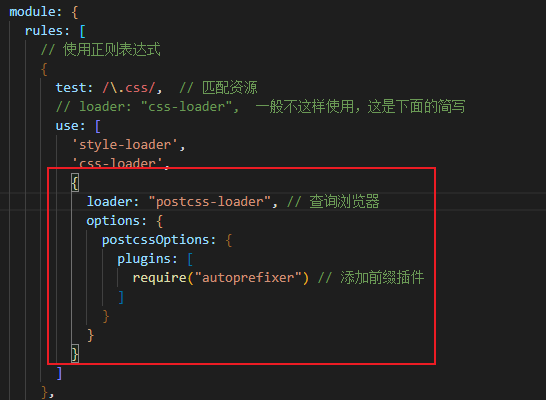 module: {
rules: [
// 使用正则表达式
{
test: /\.css/, // 匹配资源
// loader: "css-loader", 一般不这样使用，这是下面的简写
use: [
'style-loader',
'css-loader',
{
loader: "postcss-loader", // 查询浏览器
options: {
postcssOptions: {
plugins: [
require("autoprefixer") // 添加前缀插件
]
}
}
}
]
},